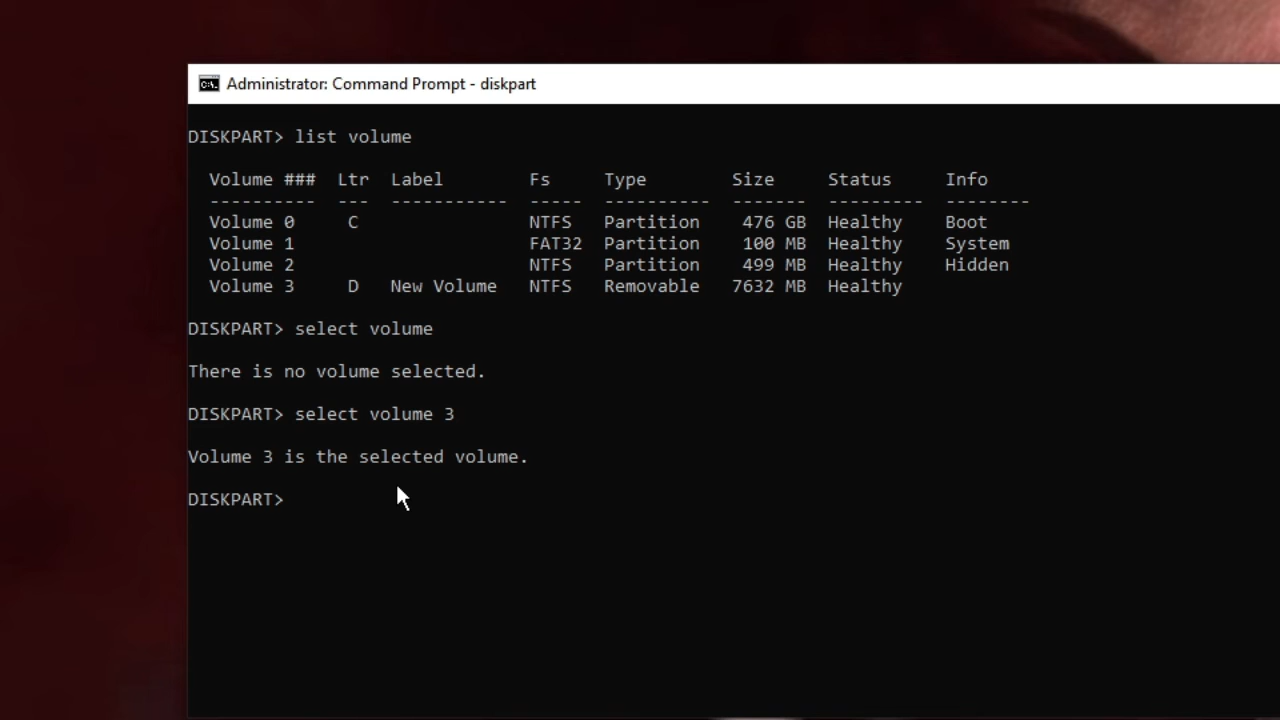 Administrator: Command Prompt - diskpart
DISKPART> list volume
  Volume ###  Ltr  Label        Fs     Type        Size     Status     Info
  ----------  ---  -----------  -----  ----------  -------  ---------  --------
  Volume 0     C                NTFS   Partition    476 GB  Healthy    Boot
  Volume 1                      FAT32  Partition    100 MB  Healthy    System
  Volume 2                      NTFS   Partition    499 MB  Healthy    Hidden
  Volume 3     D   New Volume   NTFS   Removable   7632 MB  Healthy
DISKPART> select volume
There is no volume selected.
DISKPART> select volume 3
Volume 3 is the selected volume.
DISKPART>